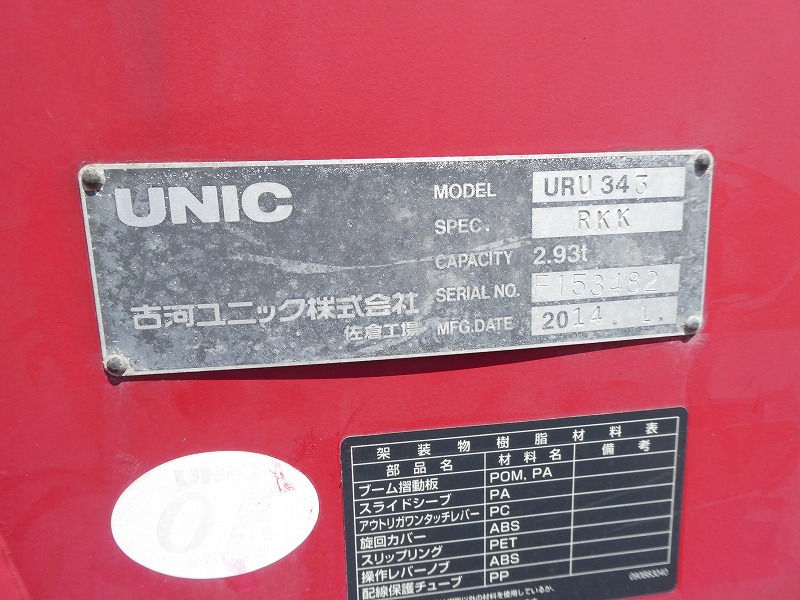 UNIC
MODEL URU343
SPEC. RKK
CAPACITY 2.93t
SERIAL NO. F153482
MFG.DATE 2014. 1.
古河ユニック株式会社
佐倉工場
架装物樹脂材料表
部品名 材料名 備考
ブーム摺動板 POM, PA
スライドシーブ PA
アウトリガワンタッチレバー PC
旋回カバー ABS
スリップリング PET
操作レバーノブ ABS
配線保護チューブ PP
090B83040